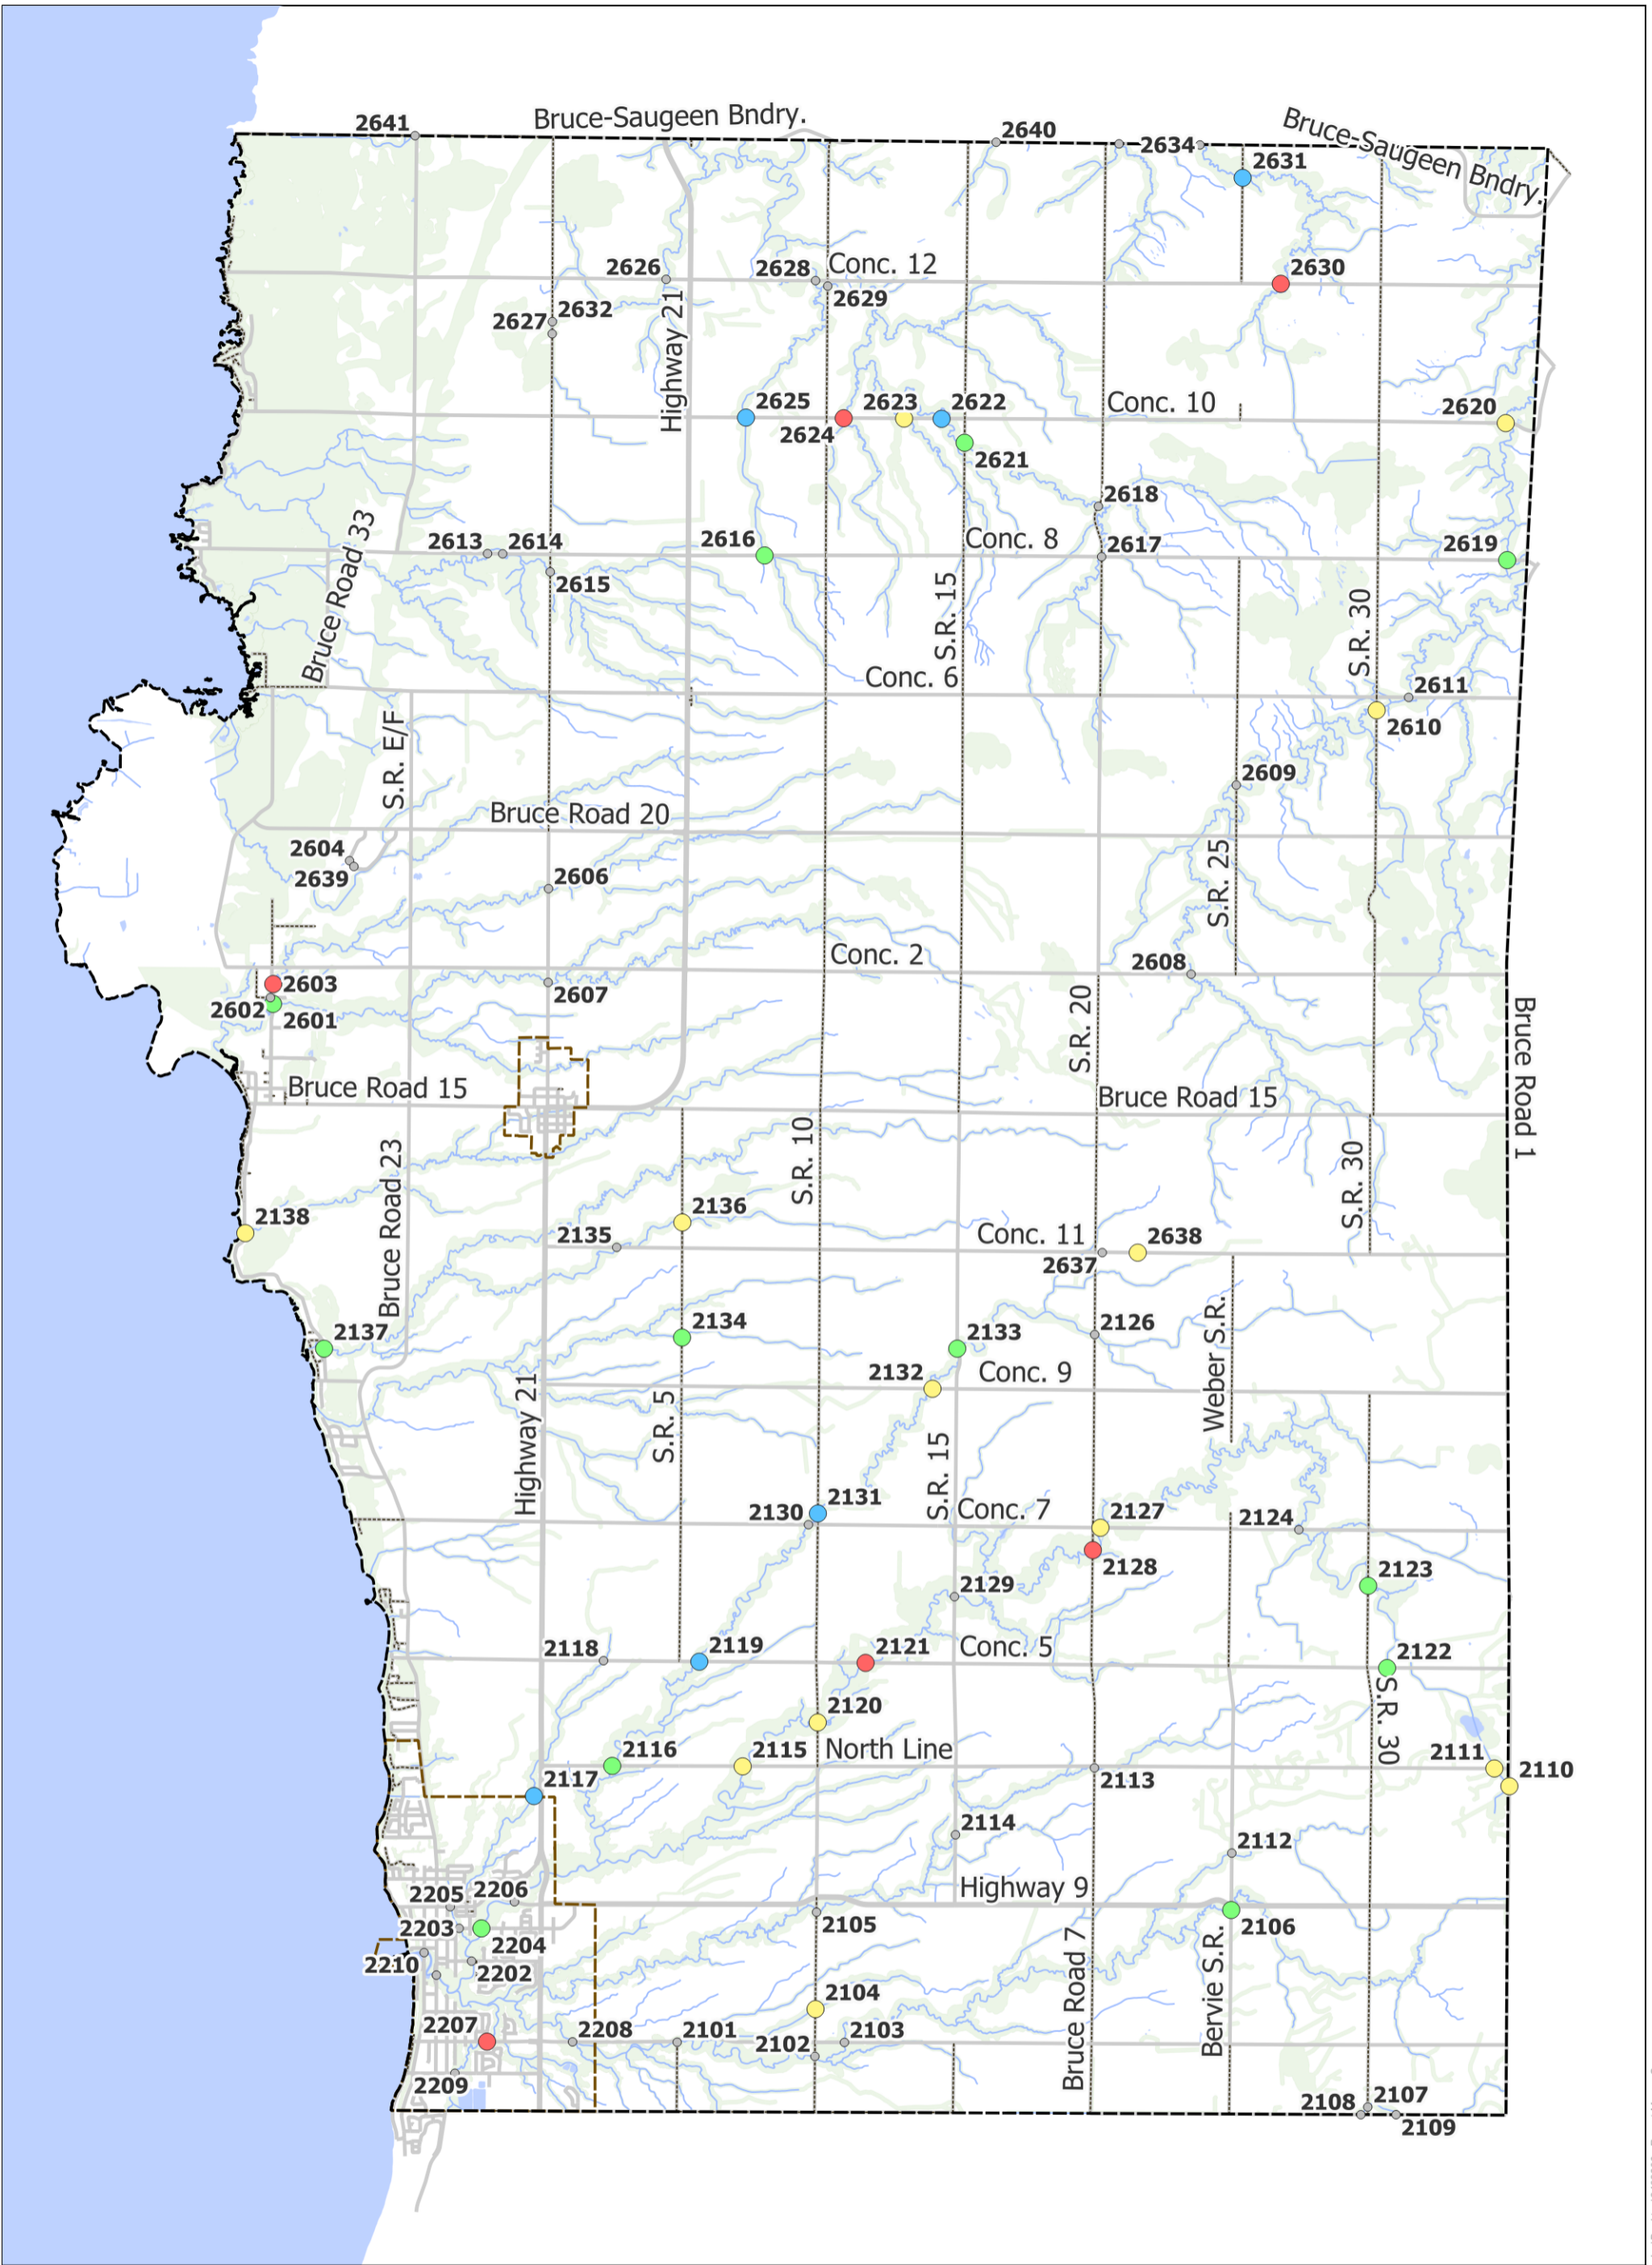 Bruce-Saugeen Bndry.
Bruce-Saugeen Bndry.
2641
2640
2634
2631
2626
2628
Conc. 12
2630
2629
2632
2627
Highway 21
2625
2623
2622
Conc. 10
2620
2624
2621
2618
Bruce Road 33
2613
2614
2616
Conc. 8
2617
2619
2615
S.R. 15
S.R. 30
Conc. 6
2611
2610
S.R. E/F
2609
Bruce Road 20
2604
2639
2606
S.R. 25
Conc. 2
2608
2603
2602
2601
2607
S.R. 20
Bruce Road 1
Bruce Road 15
Bruce Road 15
S.R. 10
S.R. 30
Bruce Road 23
2138
2136
2135
Conc. 11
2638
2637
2137
2134
2133
2126
2132
Conc. 9
Weber S.R.
Highway 21
S.R. 5
S.R. 15
2131
2130
Conc. 7
2127
2124
2128
2123
2129
2118
2119
2121
Conc. 5
2122
2120
S.R. 30
2116
2115
North Line
2111
2110
2117
2113
2114
2112
2205
2206
Highway 9
2203
2204
2105
2106
2210
2202
Bruce Road 7
Bervie S.R.
2104
2207
2208
2101
2102
2103
2209
2108
2107
2109